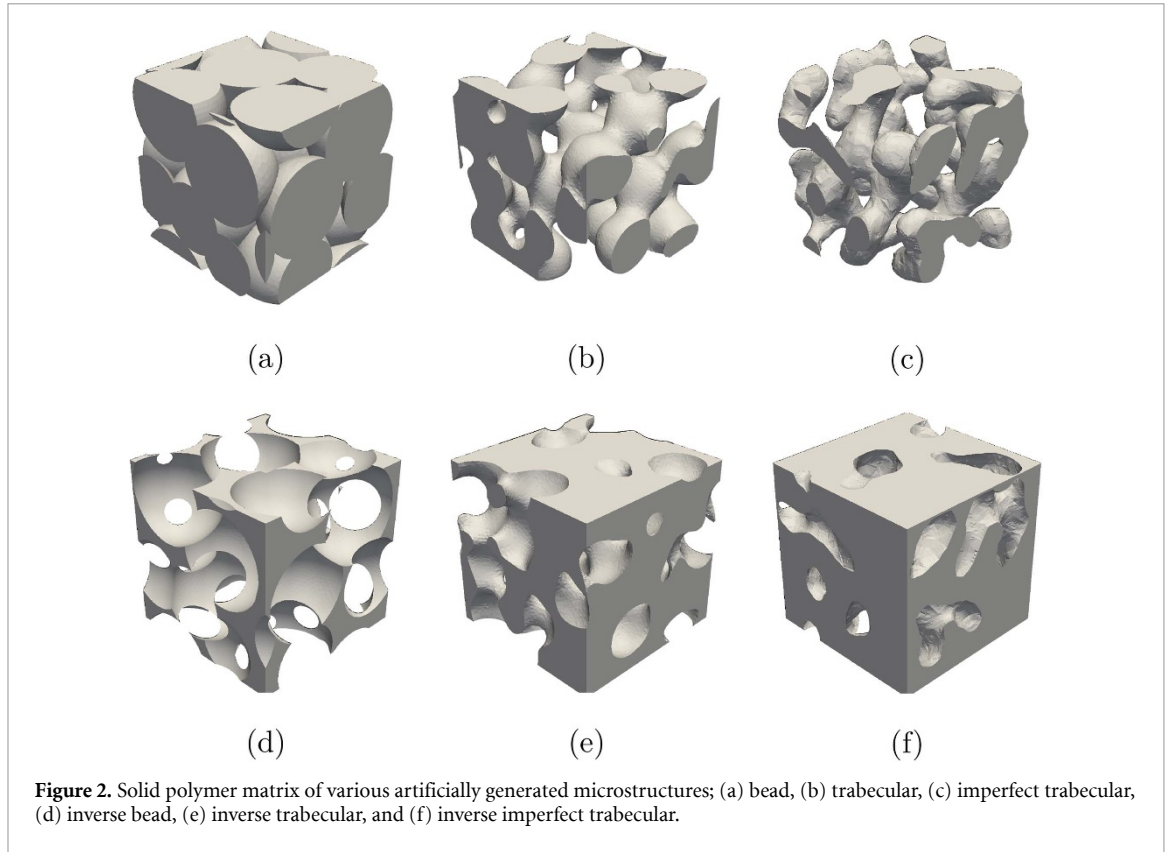 (a)
(b)
(c)
(d)
(e)
(f)
Figure 2. Solid polymer matrix of various artificially generated microstructures; (a) bead, (b) trabecular, (c) imperfect trabecular,
(d) inverse bead, (e) inverse trabecular, and (f) inverse imperfect trabecular.